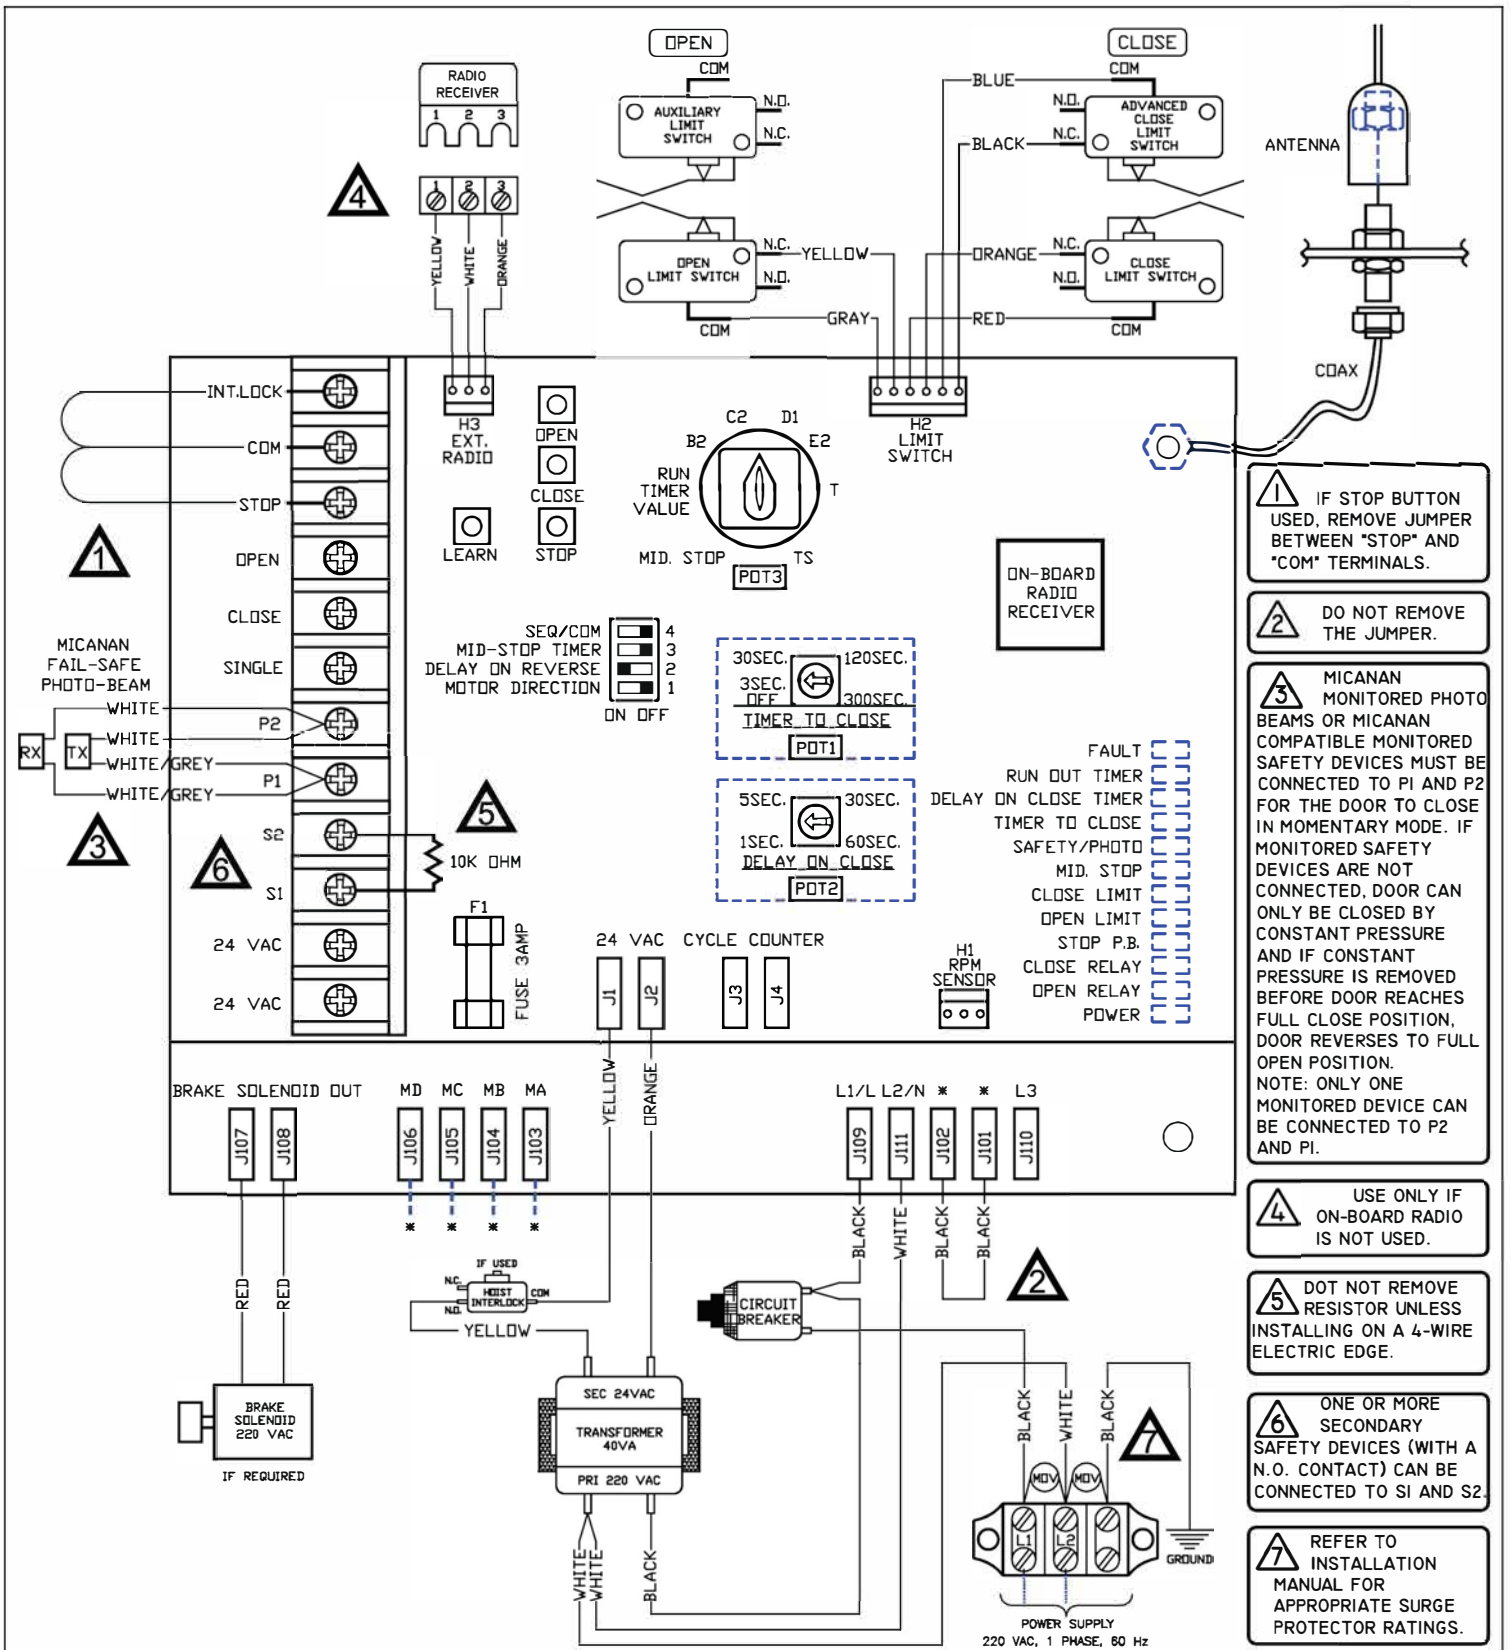 OPEN
CLOSE
COM
COM
RADIO
RECEIVER
1 2 3
4
1 2 3
YELLOW
WHITE
ORANGE
AUXILIARY
LIMIT
SWITCH
N.O.
N.C.
BLUE
BLACK
N.O.
N.C.
ADVANCED
CLOSE
LIMIT
SWITCH
ANTENNA
OPEN
LIMIT SWITCH
N.C.
N.O.
YELLOW
COM
GRAY
ORANGE
N.C.
N.O.
CLOSE
LIMIT SWITCH
RED
COM
COAX
INT.LOCK
COM
STOP
OPEN
CLOSE
SINGLE
P2
P1
S2
S1
24 VAC
24 VAC
1
MICANAN
FAIL-SAFE
PHOTO-BEAM
WHITE
WHITE
WHITE/GREY
WHITE/GREY
RX
TX
3
6
5
10K OHM
H3
EXT.
RADIO
OPEN
CLOSE
STOP
LEARN
B2
C2
D1
E2
T
TS
RUN
TIMER
VALUE
MID. STOP
POT3
H2
LIMIT
SWITCH
ON-BOARD
RADIO
RECEIVER
SEQ/COM 4
MID-STOP TIMER 3
DELAY ON REVERSE 2
MOTOR DIRECTION 1
ON OFF
30SEC. 120SEC.
3SEC.
OFF 300SEC.
TIMER TO CLOSE
POT1
5SEC. 30SEC.
1SEC. 60SEC.
DELAY ON CLOSE
POT2
FAULT
RUN OUT TIMER
DELAY ON CLOSE TIMER
TIMER TO CLOSE
SAFETY/PHOTO
MID. STOP
CLOSE LIMIT
OPEN LIMIT
STOP P.B.
CLOSE RELAY
OPEN RELAY
POWER
F1
FUSE 3AMP
24 VAC
J1
J2
CYCLE COUNTER
J3
J4
H1
RPM
SENSOR
YELLOW
ORANGE
BRAKE SOLENOID OUT
J107
J108
MD MC MB MA
J106
J105
J104
J103
* * * *
L1/L L2/N * * L3
J109
J111
J102
J101
J110
BLACK
WHITE
BLACK
BLACK
2
RED
RED
BRAKE
SOLENOID
220 VAC
IF REQUIRED
IF USED
N.C.
N.O.
HOIST
INTERLOCK
COM
YELLOW
SEC 24VAC
TRANSFORMER
40VA
PRI 220 VAC
WHITE
WHITE
BLACK
CIRCUIT
BREAKER
BLACK
WHITE
BLACK
7
MOV
MOV
L1
L2
GROUND
POWER SUPPLY
220 VAC, 1 PHASE, 60 Hz
1 IF STOP BUTTON
USED, REMOVE JUMPER
BETWEEN "STOP" AND
"COM" TERMINALS.
2 DO NOT REMOVE
THE JUMPER.
3 MICANAN
MONITORED PHOTO
BEAMS OR MICANAN
COMPATIBLE MONITORED
SAFETY DEVICES MUST BE
CONNECTED TO P1 AND P2
FOR THE DOOR TO CLOSE
IN MOMENTARY MODE. IF
MONITORED SAFETY
DEVICES ARE NOT
CONNECTED, DOOR CAN
ONLY BE CLOSED BY
CONSTANT PRESSURE
AND IF CONSTANT
PRESSURE IS REMOVED
BEFORE DOOR REACHES
FULL CLOSE POSITION,
DOOR REVERSES TO FULL
OPEN POSITION.
NOTE: ONLY ONE
MONITORED DEVICE CAN
BE CONNECTED TO P2
AND P1.
4 USE ONLY IF
ON-BOARD RADIO
IS NOT USED.
5 DOT NOT REMOVE
RESISTOR UNLESS
INSTALLING ON A 4-WIRE
ELECTRIC EDGE.
6 ONE OR MORE
SECONDARY
SAFETY DEVICES (WITH A
N.O. CONTACT) CAN BE
CONNECTED TO S1 AND S2.
7 REFER TO
INSTALLATION
MANUAL FOR
APPROPRIATE SURGE
PROTECTOR RATINGS.